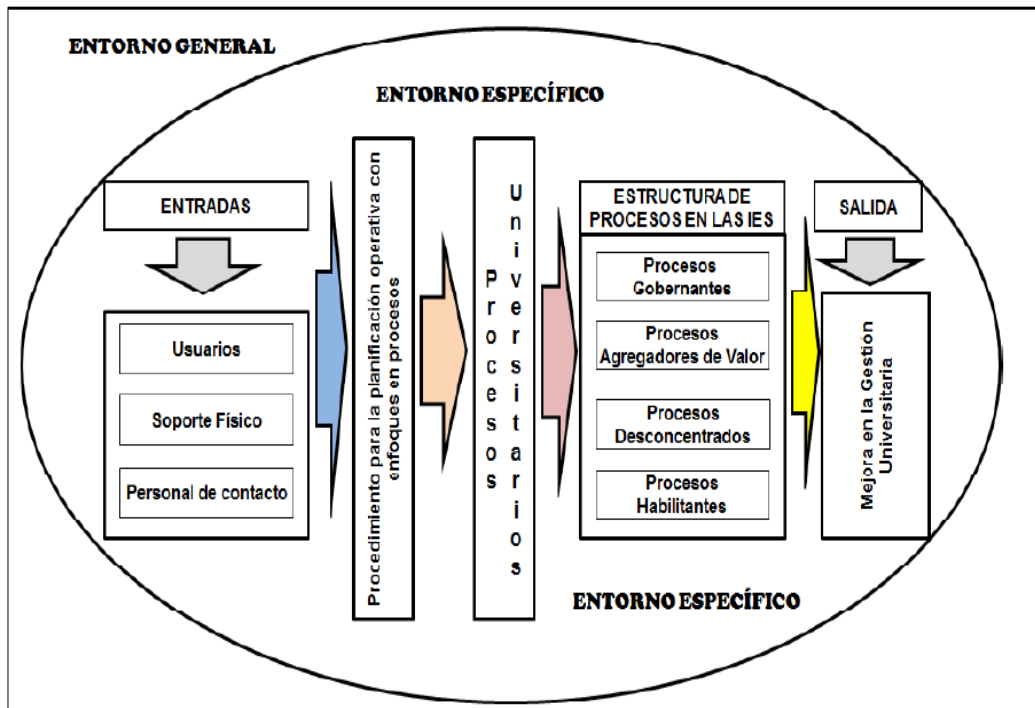 ENTORNO GENERAL
ENTORNO ESPECÍFICO
ENTRADAS
Usuarios
Soporte Físico
Personal de contacto
Procedimiento para la planificación operativa con
enfoques en procesos
Procesos
Universitarios
ESTRUCTURA DE
PROCESOS EN LAS IES
Procesos
Gobernantes
Procesos
Agregadores de Valor
Procesos
Desconcentrados
Procesos
Habilitantes
SALIDA
Mejora en la Gestión
Universitaria
ENTORNO ESPECÍFICO